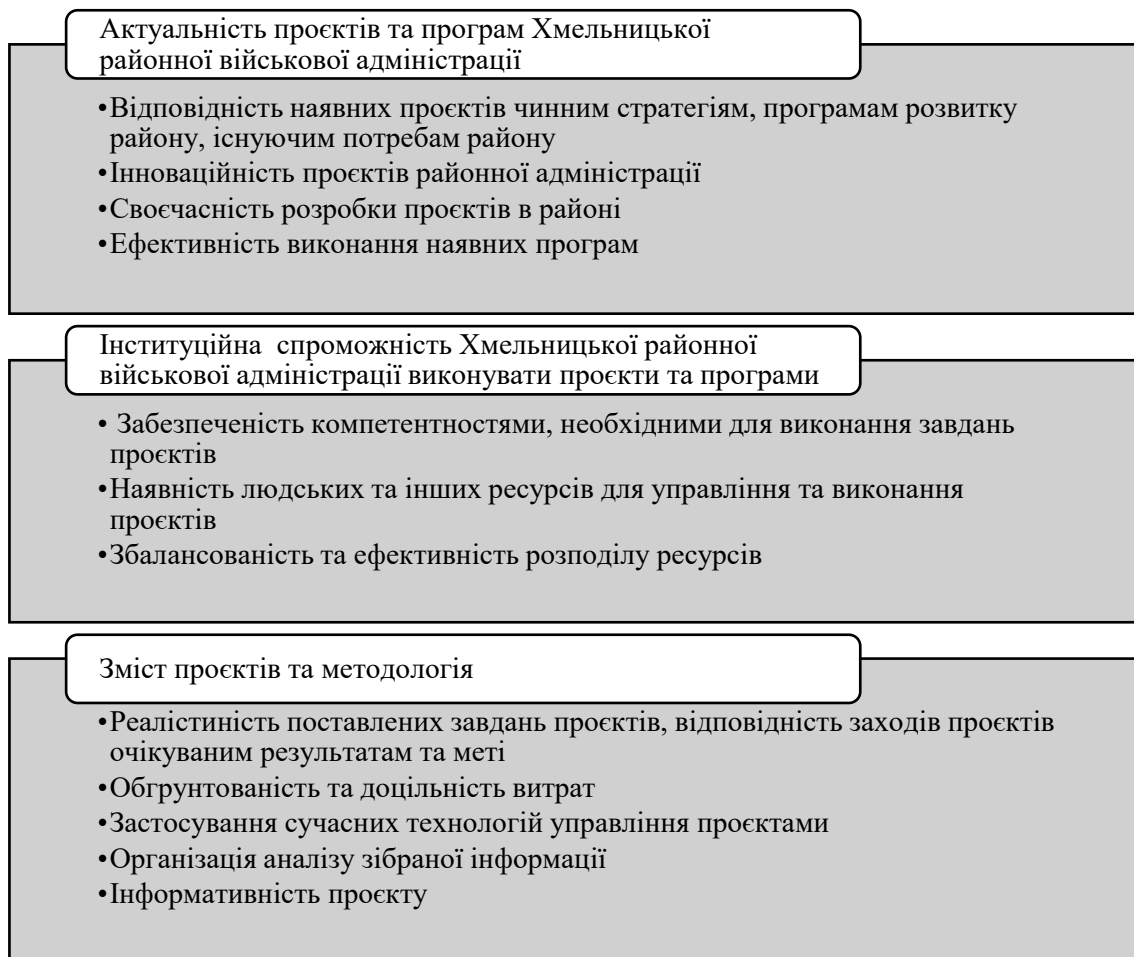 Актуальність проєктів та програм Хмельницької
районної військової адміністрації
•Відповідність наявних проєктів чинним стратегіям, програмам розвитку
району, існуючим потребам району
•Інноваційність проєктів районної адміністрації
•Своєчасність розробки проєктів в районі
•Ефективність виконання наявних програм
Інституційна спроможність Хмельницької районної
військової адміністрації виконувати проєкти та програми
• Забезпеченість компетентностями, необхідними для виконання завдань
проєктів
•Наявність людських та інших ресурсів для управління та виконання
проєктів
•Збалансованість та ефективність розподілу ресурсів
Зміст проєктів та методологія
•Реалістиність поставлених завдань проєктів, відповідність заходів проєктів
очікуваним результатам та меті
•Обгрунтованість та доцільність витрат
•Застосування сучасних технологій управління проєктами
•Організація аналізу зібраної інформації
•Інформативність проєкту